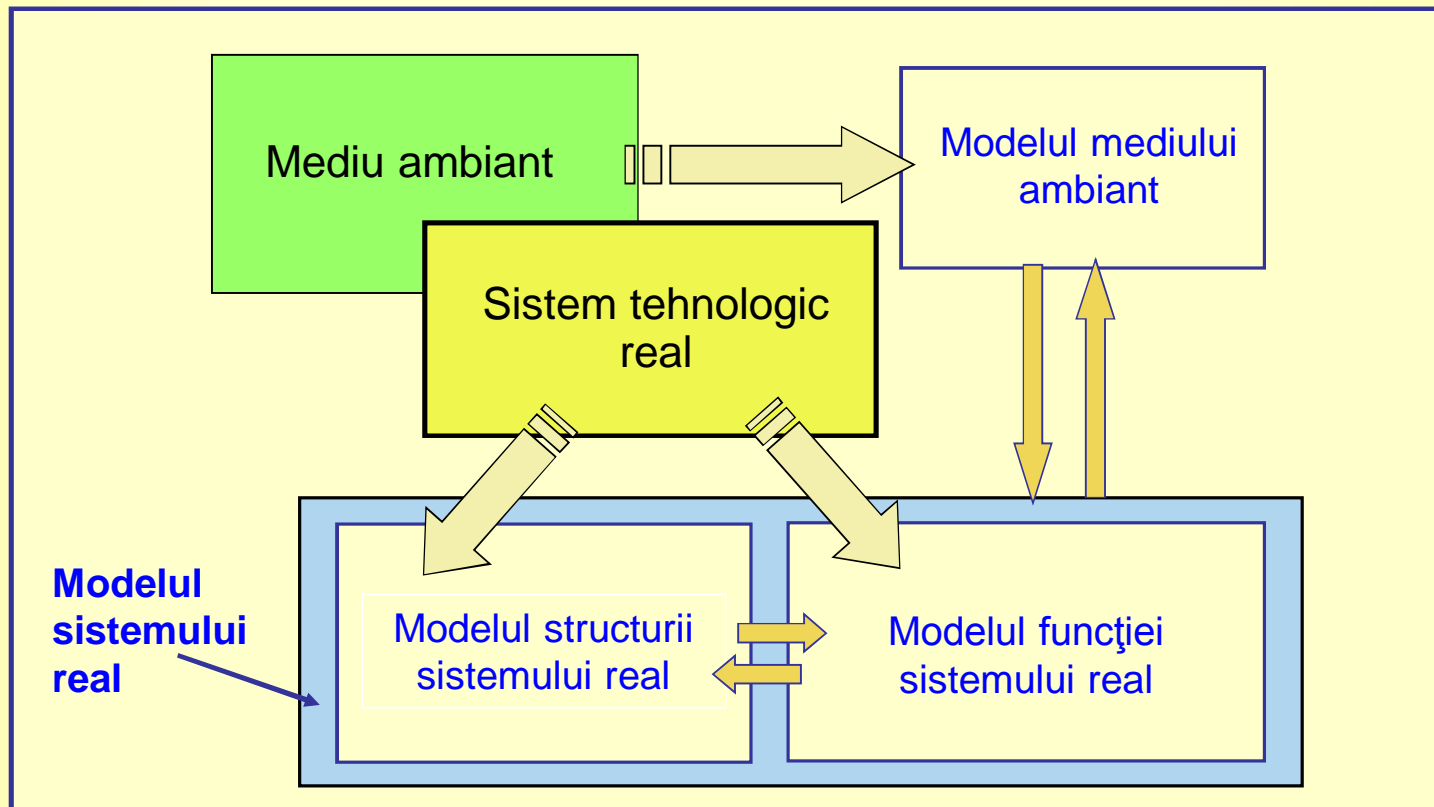 Mediu ambiant
Modelul mediului
ambiant
Sistem tehnologic
real
Modelul
sistemului
real
Modelul structurii
sistemului real
Modelul funcţiei
sistemului real